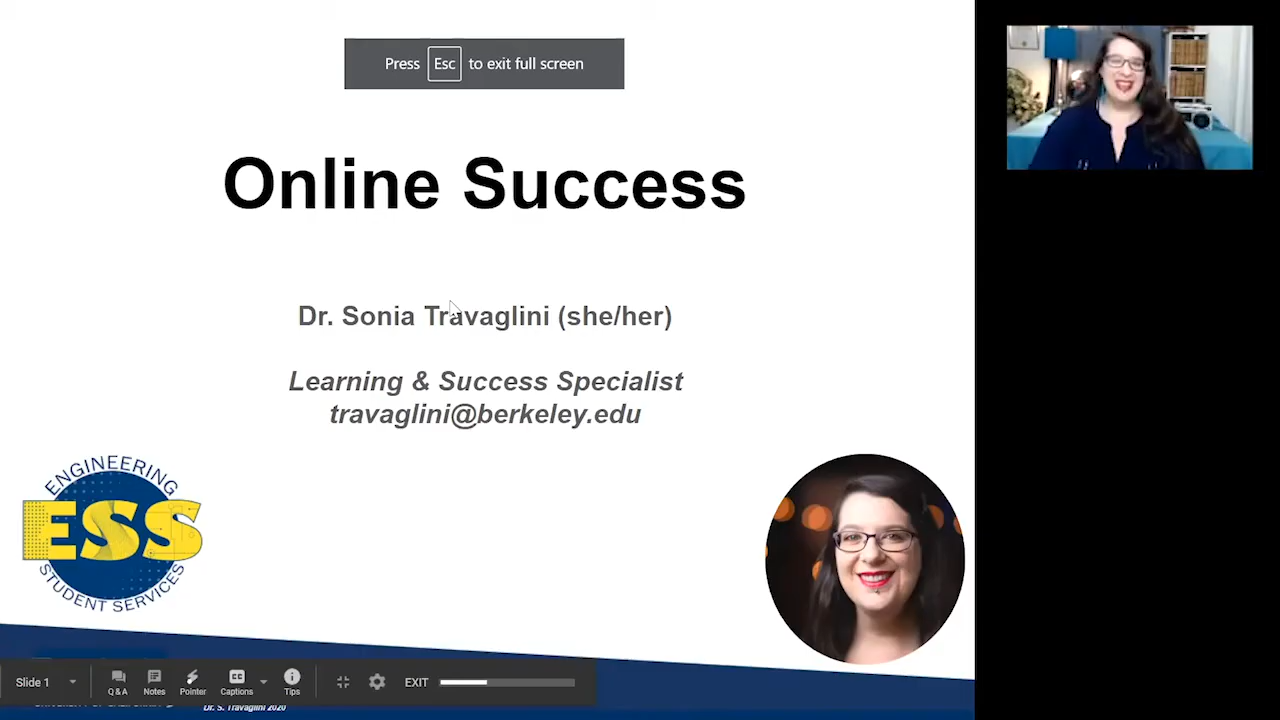 Press Esc to exit full screen
Online Success
Dr. Sonia Travaglini (she/her)
Learning & Success Specialist
travaglini@berkeley.edu
ENGINEERING
ESS
STUDENT SERVICES
Slide 1
Q&A
Notes
Pointer
Captions
Tips
EXIT
Dr. S. Travaglini 2020